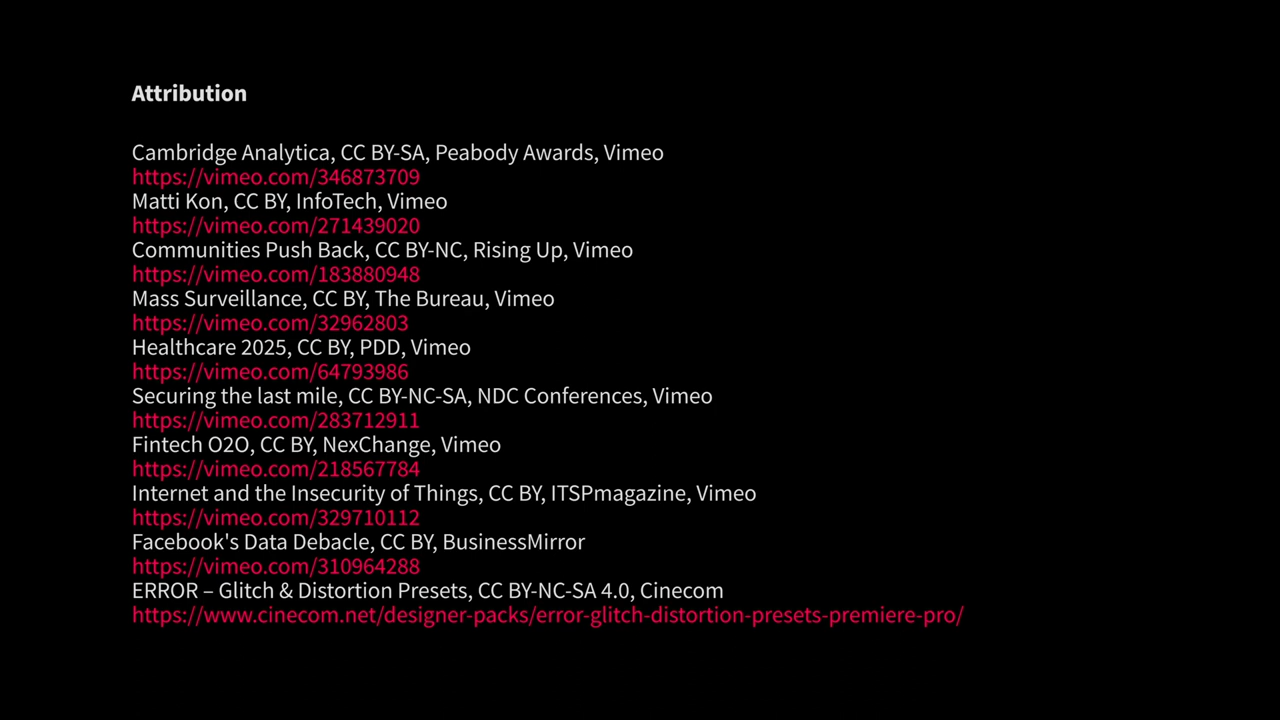 Attribution
Cambridge Analytica, CC BY-SA, Peabody Awards, Vimeo
https://vimeo.com/346873709
Matti Kon, CC BY, InfoTech, Vimeo
https://vimeo.com/271439020
Communities Push Back, CC BY-NC, Rising Up, Vimeo
https://vimeo.com/183880948
Mass Surveillance, CC BY, The Bureau, Vimeo
https://vimeo.com/32962803
Healthcare 2025, CC BY, PDD, Vimeo
https://vimeo.com/64793986
Securing the last mile, CC BY-NC-SA, NDC Conferences, Vimeo
https://vimeo.com/283712911
Fintech O2O, CC BY, NexChange, Vimeo
https://vimeo.com/218567784
Internet and the Insecurity of Things, CC BY, ITSPmagazine, Vimeo
https://vimeo.com/329710112
Facebook's Data Debacle, CC BY, BusinessMirror
https://vimeo.com/310964288
ERROR – Glitch & Distortion Presets, CC BY-NC-SA 4.0, Cinecom
https://www.cinecom.net/designer-packs/error-glitch-distortion-presets-premiere-pro/